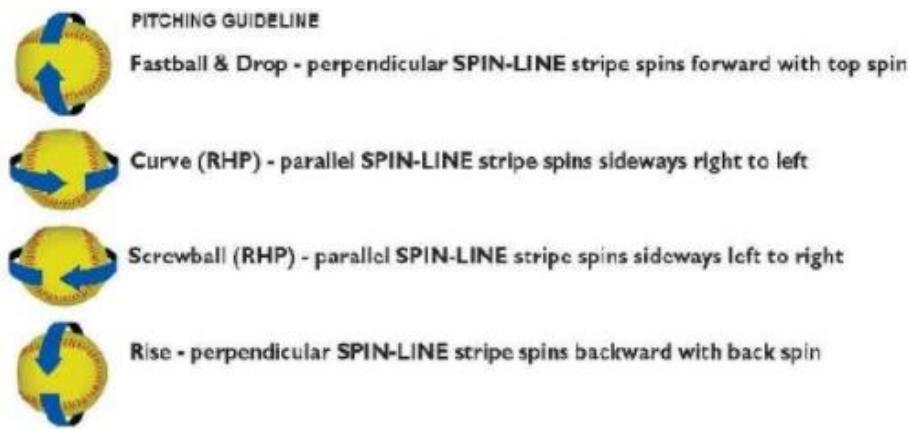 PITCHING GUIDELINE
Fastball & Drop - perpendicular SPIN-LINE stripe spins forward with top spin
Curve (RHP) - parallel SPIN-LINE stripe spins sideways right to left
Screwball (RHP) - parallel SPIN-LINE stripe spins sideways left to right
Rise - perpendicular SPIN-LINE stripe spins backward with back spin